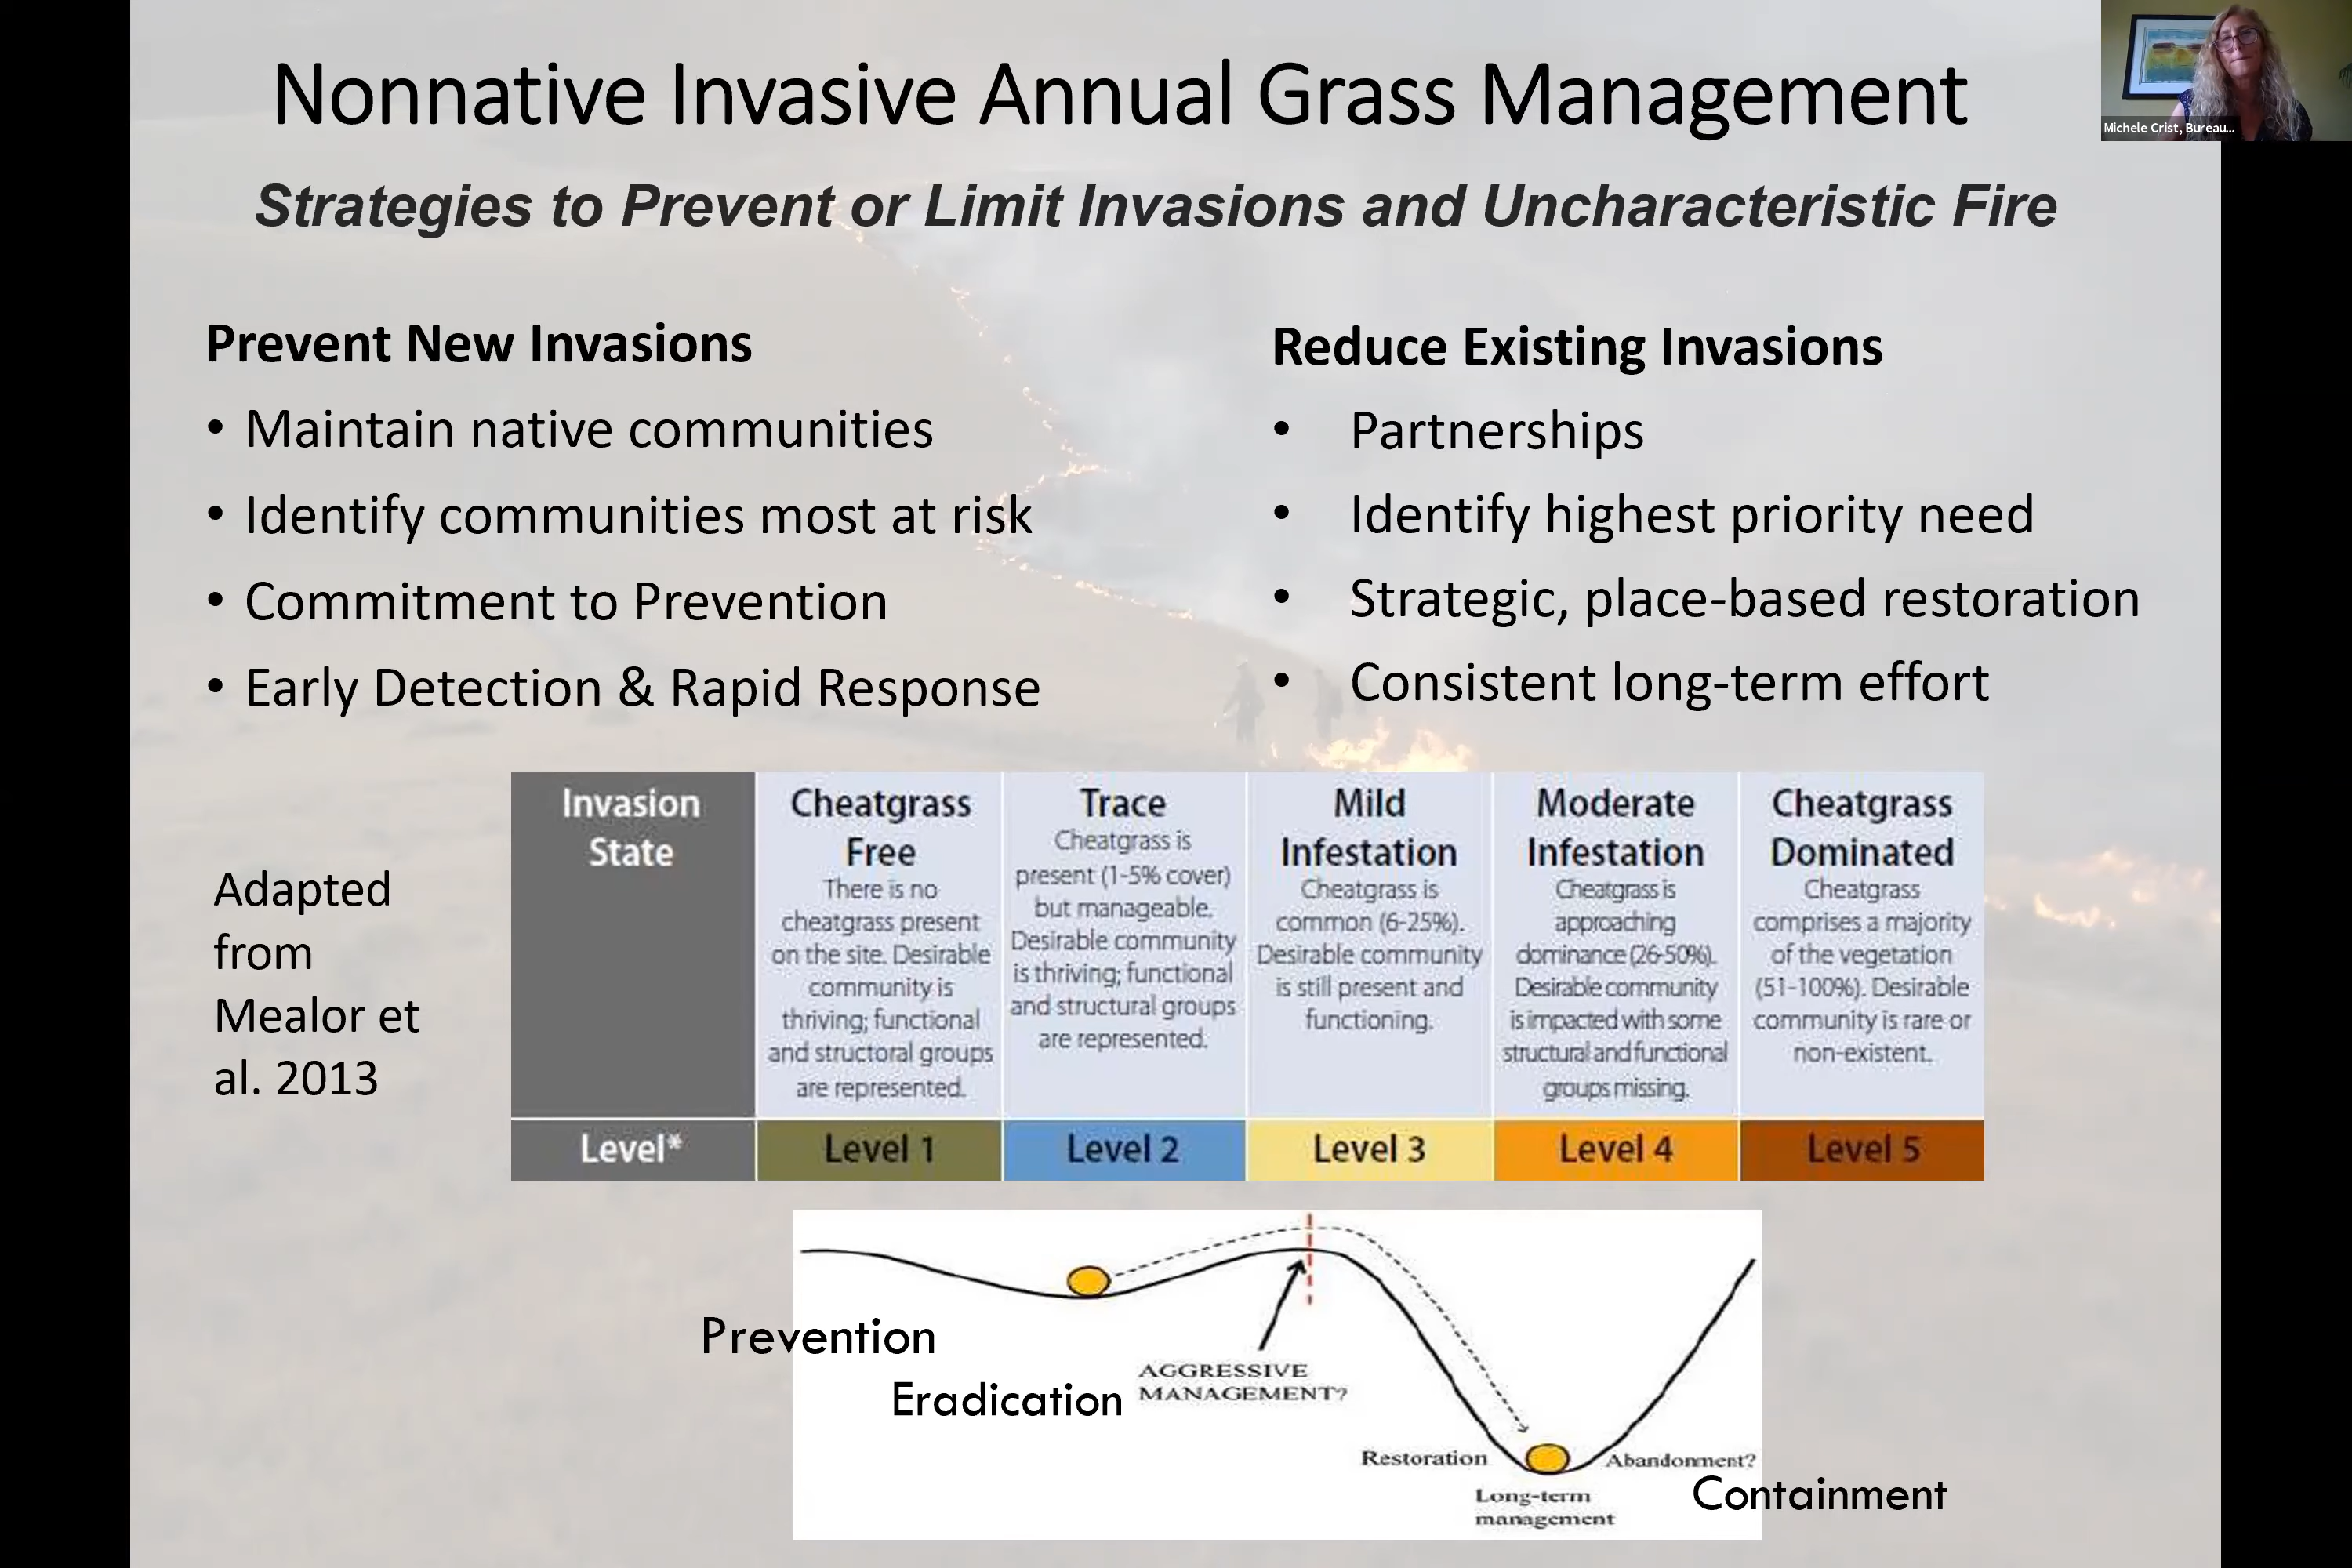 Nonnative Invasive Annual Grass Management
Michele Crist, Bureau...
Strategies to Prevent or Limit Invasions and Uncharacteristic Fire
Prevent New Invasions
• Maintain native communities
• Identify communities most at risk
• Commitment to Prevention
• Early Detection & Rapid Response
Reduce Existing Invasions
• Partnerships
• Identify highest priority need
• Strategic, place-based restoration
• Consistent long-term effort
Adapted
from
Mealor et
al. 2013
Invasion
State
Cheatgrass
Free
There is no
cheatgrass present
on the site. Desirable
community is
thriving; functional
and structoral groups
are represented.
Trace
Cheatgrass is
present (1-5% cover)
but manageable.
Desirable community
is thriving; functional
and structural groups
are represented.
Mild
Infestation
Cheatgrass is
common (6-25%).
Desirable community
is still present and
functioning.
Moderate
Infestation
Cheatgrass is
approaching
dominance (26-50%).
Desirable community
is impacted with some
structural and functional
groups missing.
Cheatgrass
Dominated
Cheatgrass
comprises a majority
of the vegetation
(51-100%). Desirable
community is rare or
non-existent.
Level*
Level 1
Level 2
Level 3
Level 4
Level 5
Prevention
Eradication
AGGRESSIVE
MANAGEMENT?
Restoration
Abandonment?
Long-term
management
Containment